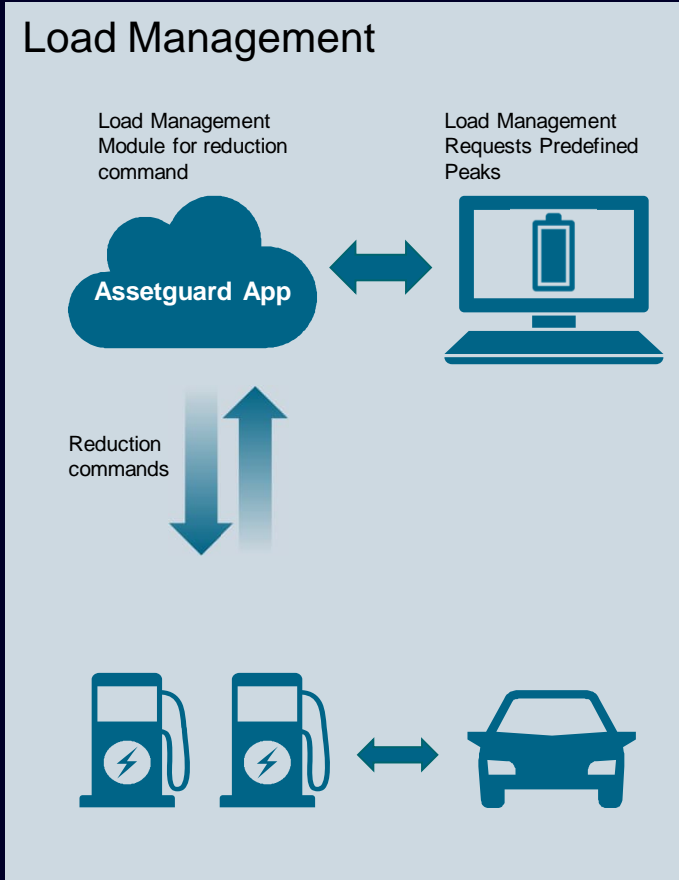 Load Management
Load Management
Module for reduction
command
Load Management
Requests Predefined
Peaks
Assetguard App
Reduction
commands